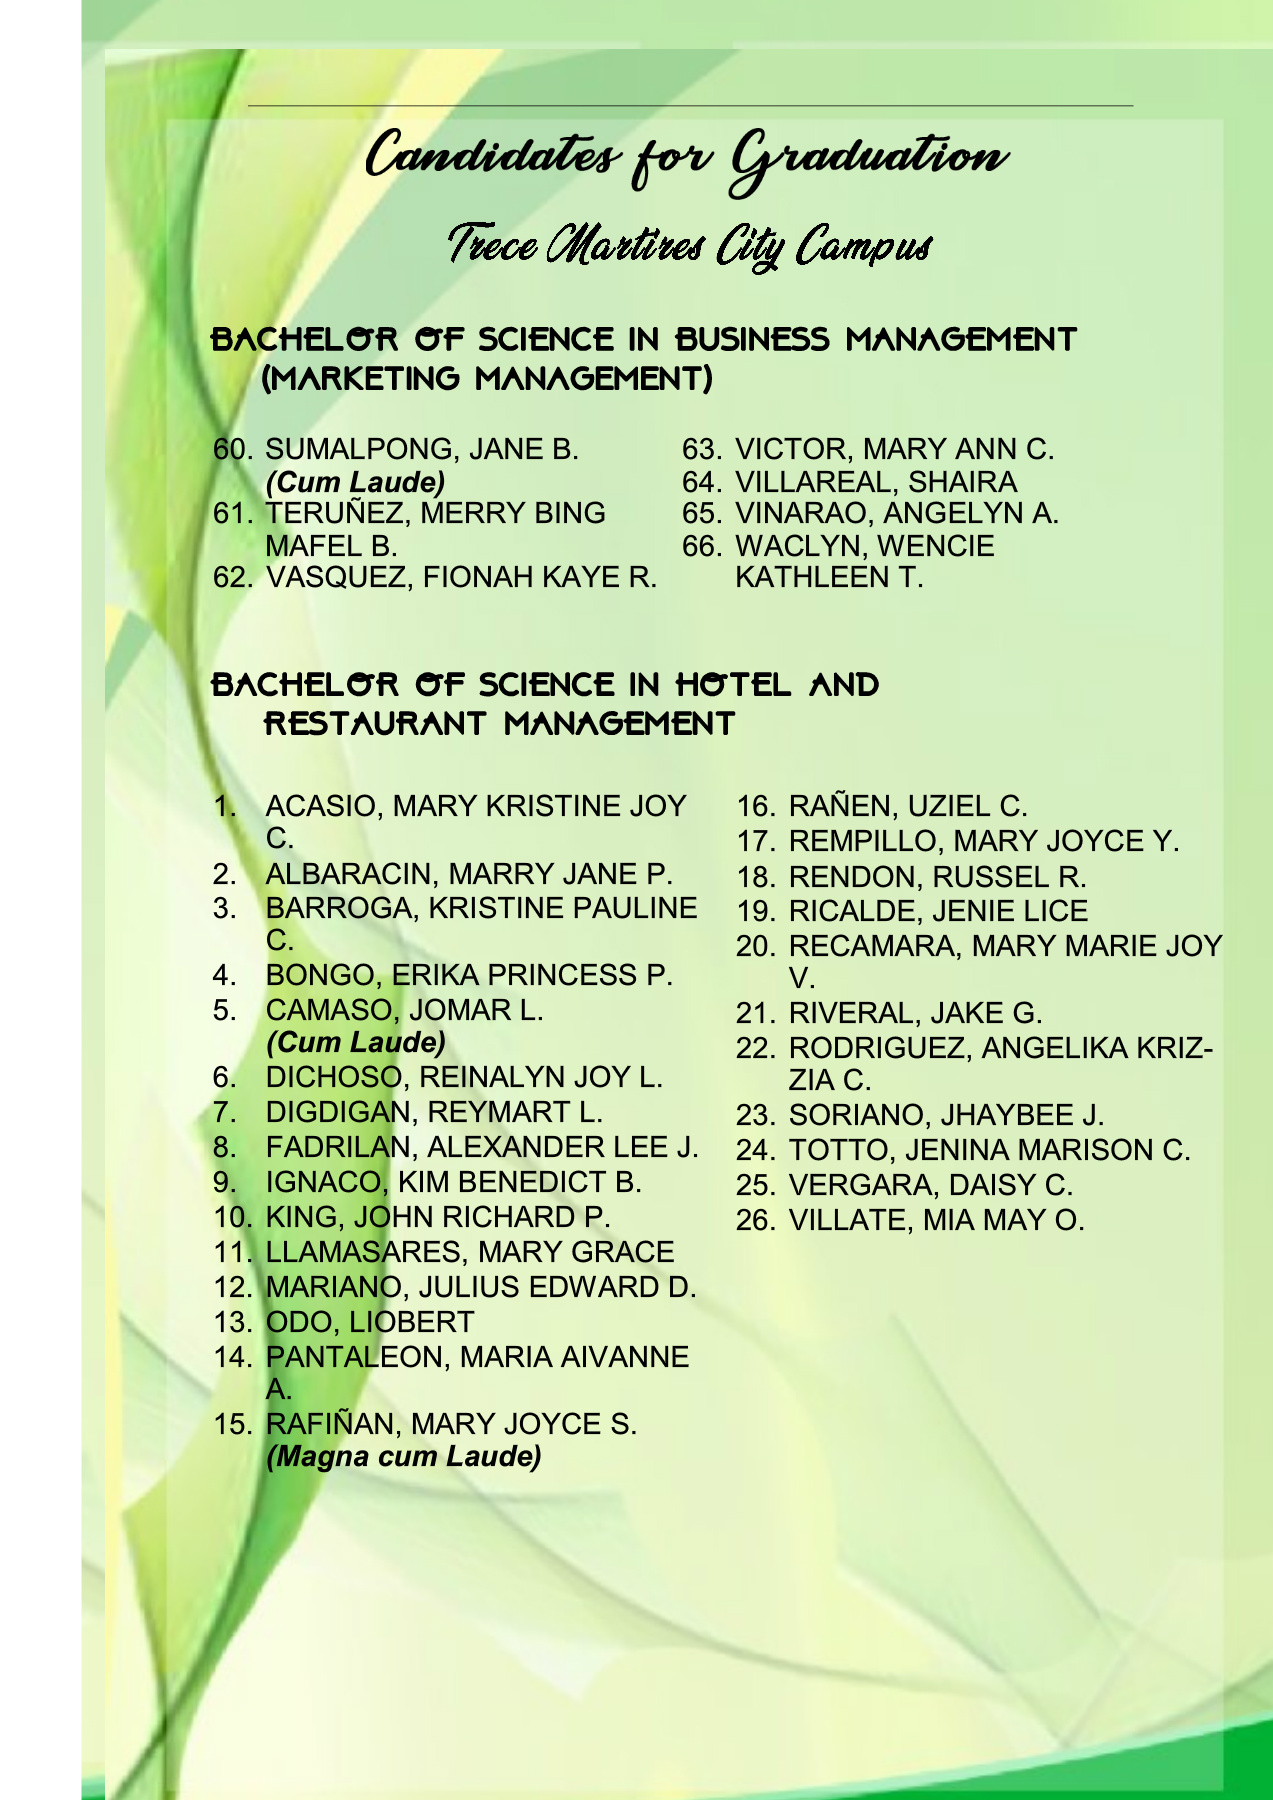 Candidates for Graduation
Trece Martires City Campus
BACHELOR OF SCIENCE IN BUSINESS MANAGEMENT
(MARKETING MANAGEMENT)
60. SUMALPONG, JANE B.
(Cum Laude)
61. TERUÑEZ, MERRY BING
MAFEL B.
62. VASQUEZ, FIONAH KAYE R.
63. VICTOR, MARY ANN C.
64. VILLAREAL, SHAIRA
65. VINARAO, ANGELYN A.
66. WACLYN, WENCIE
KATHLEEN T.
BACHELOR OF SCIENCE IN HOTEL AND
RESTAURANT MANAGEMENT
1. ACASIO, MARY KRISTINE JOY
C.
2. ALBARACIN, MARRY JANE P.
3. BARROGA, KRISTINE PAULINE
C.
4. BONGO, ERIKA PRINCESS P.
5. CAMASO, JOMAR L.
(Cum Laude)
6. DICHOSO, REINALYN JOY L.
7. DIGDIGAN, REYMART L.
8. FADRILAN, ALEXANDER LEE J.
9. IGNACO, KIM BENEDICT B.
10. KING, JOHN RICHARD P.
11. LLAMASARES, MARY GRACE
12. MARIANO, JULIUS EDWARD D.
13. ODO, LIOBERT
14. PANTALEON, MARIA AIVANNE
A.
15. RAFIÑAN, MARY JOYCE S.
(Magna cum Laude)
16. RAÑEN, UZIEL C.
17. REMPILLO, MARY JOYCE Y.
18. RENDON, RUSSEL R.
19. RICALDE, JENIE LICE
20. RECAMARA, MARY MARIE JOY
V.
21. RIVERAL, JAKE G.
22. RODRIGUEZ, ANGELIKA KRIZ-
ZIA C.
23. SORIANO, JHAYBEE J.
24. TOTTO, JENINA MARISON C.
25. VERGARA, DAISY C.
26. VILLATE, MIA MAY O.